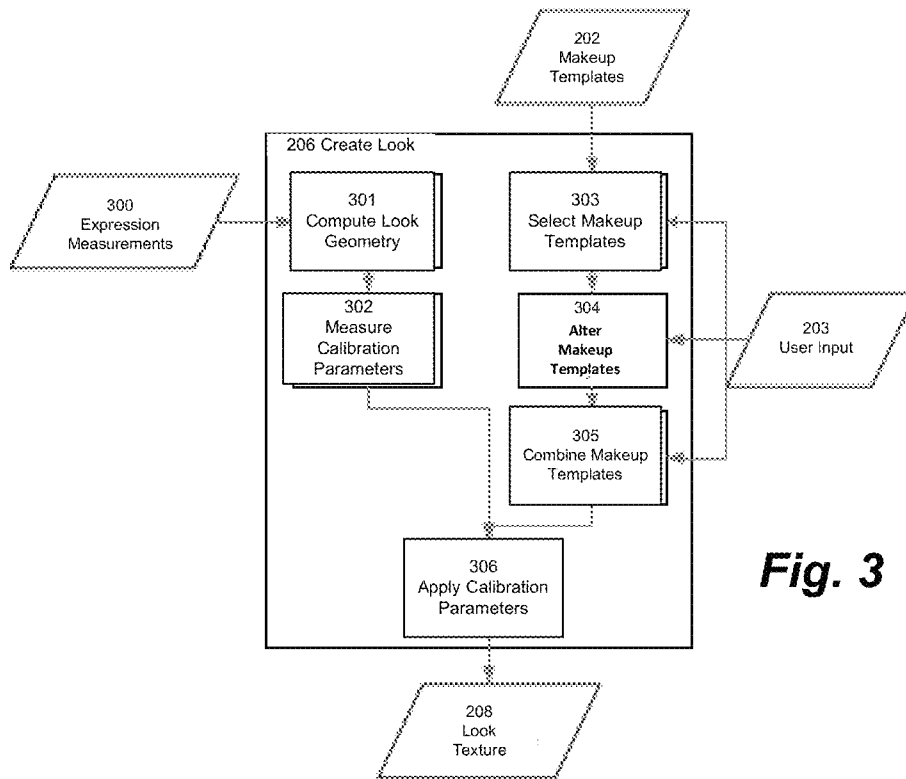 202
Makeup
Templates
206 Create Look
300
Expression
Measurements
301
Compute Look
Geometry
303
Select Makeup
Templates
302
Measure
Calibration
Parameters
304
Alter
Makeup
Templates
203
User Input
305
Combine Makeup
Templates
306
Apply Calibration
Parameters
Fig. 3
208
Look
Texture